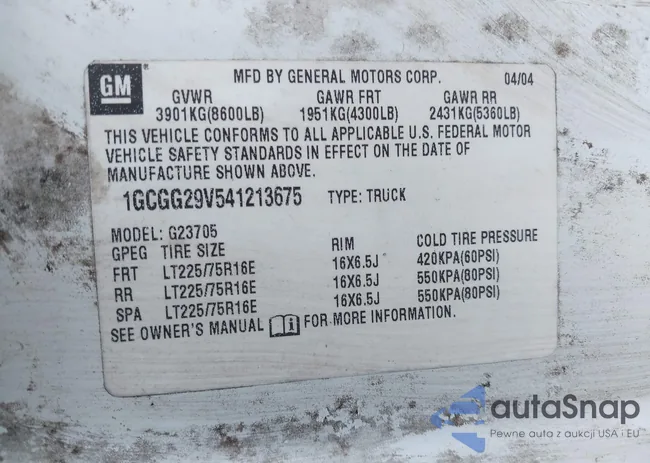 GM
MFD BY GENERAL MOTORS CORP. 04/04
GVWR GAWR FRT GAWR RR
3901KG(8600LB) 1951KG(4300LB) 2431KG(5360LB)
THIS VEHICLE CONFORMS TO ALL APPLICABLE U.S. FEDERAL MOTOR
VEHICLE SAFETY STANDARDS IN EFFECT ON THE DATE OF
MANUFACTURE SHOWN ABOVE.
1GCGG29V541213675 TYPE: TRUCK
MODEL: G23705
GPEG TIRE SIZE RIM COLD TIRE PRESSURE
FRT LT225/75R16E 16X6.5J 420KPA(60PSI)
RR LT225/75R16E 16X6.5J 550KPA(80PSI)
SPA LT225/75R16E 16X6.5J 550KPA(80PSI)
SEE OWNER'S MANUAL FOR MORE INFORMATION.
autaSnap
Pewne auta z aukcji USA i EU